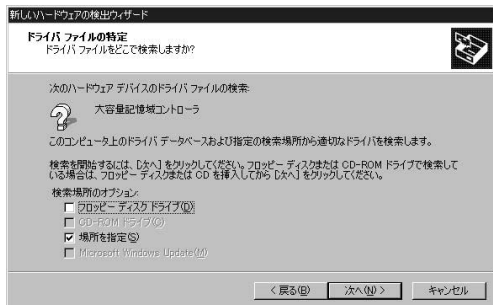 新しいハードウェアの検出ウィザード
ドライバ ファイルの特定
ドライバ ファイルをどこで検索しますか?
次のハードウェア デバイスのドライバ ファイルの検索:
大容量記憶域コントローラ
このコンピュータ上のドライバ データベースおよび指定の検索場所から適切なドライバを検索します。
検索を開始するには、[次へ] をクリックしてください。フロッピー ディスクまたは CD-ROM ドライブで検索して
いる場合は、フロッピー ディスクまたは CD を挿入してから [次へ] をクリックしてください。
検索場所のオプション:
フロッピー ディスク ドライブ(D)
CD-ROM ドライブ(C)
場所を指定(S)
Microsoft Windows Update(M)
< 戻る(B)
次へ(N) >
キャンセル